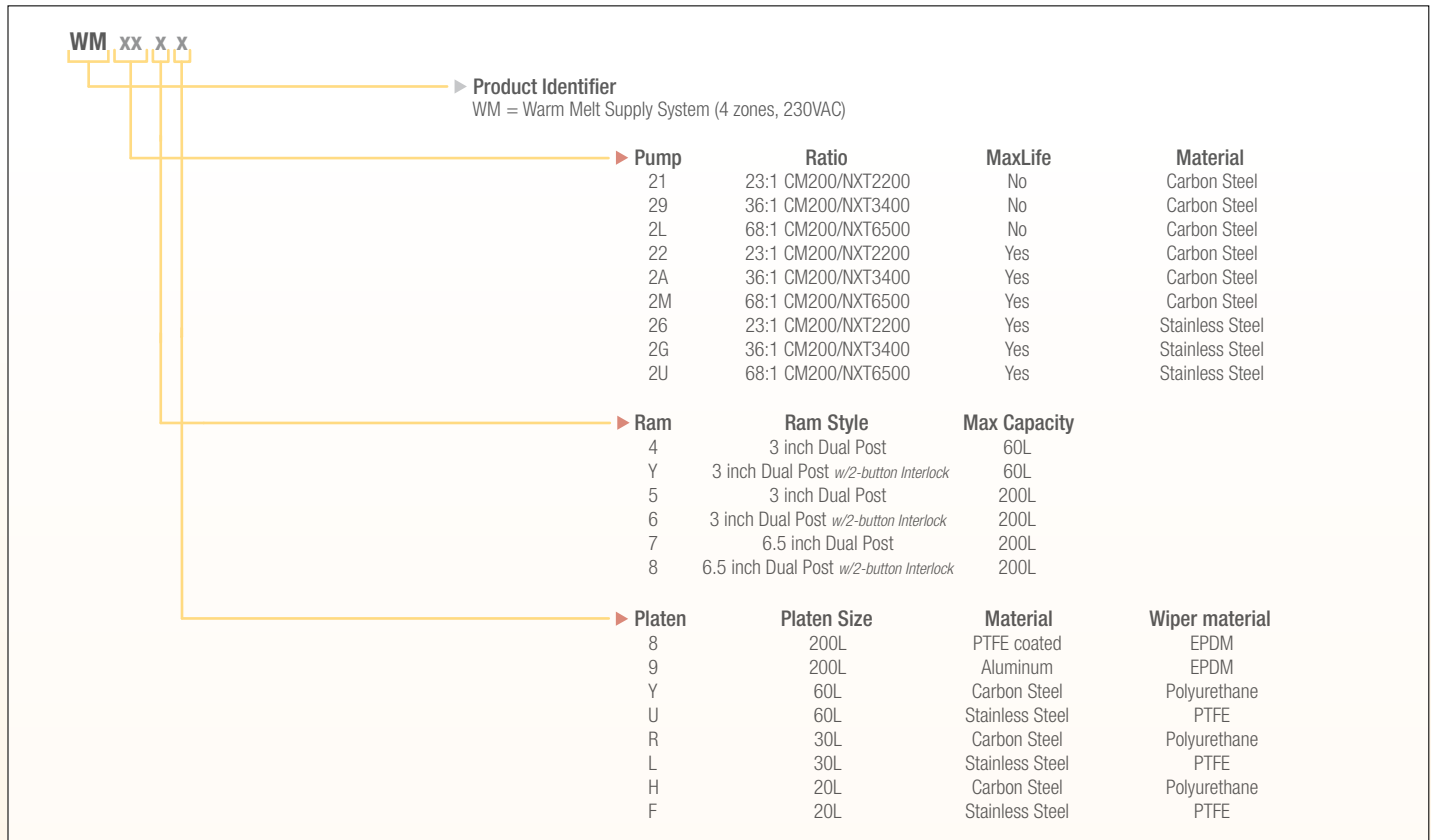 WM xx x x
Product Identifier
WM = Warm Melt Supply System (4 zones, 230VAC)
Pump Ratio MaxLife Material
21 23:1 CM200/NXT2200 No Carbon Steel
29 36:1 CM200/NXT3400 No Carbon Steel
2L 68:1 CM200/NXT6500 No Carbon Steel
22 23:1 CM200/NXT2200 Yes Carbon Steel
2A 36:1 CM200/NXT3400 Yes Carbon Steel
2M 68:1 CM200/NXT6500 Yes Carbon Steel
26 23:1 CM200/NXT2200 Yes Stainless Steel
2G 36:1 CM200/NXT3400 Yes Stainless Steel
2U 68:1 CM200/NXT6500 Yes Stainless Steel
Ram Ram Style Max Capacity
4 3 inch Dual Post 60L
Y 3 inch Dual Post w/2-button Interlock 60L
5 3 inch Dual Post 200L
6 3 inch Dual Post w/2-button Interlock 200L
7 6.5 inch Dual Post 200L
8 6.5 inch Dual Post w/2-button Interlock 200L
Platen Platen Size Material Wiper material
8 200L PTFE coated EPDM
9 200L Aluminum EPDM
Y 60L Carbon Steel Polyurethane
U 60L Stainless Steel PTFE
R 30L Carbon Steel Polyurethane
L 30L Stainless Steel PTFE
H 20L Carbon Steel Polyurethane
F 20L Stainless Steel PTFE